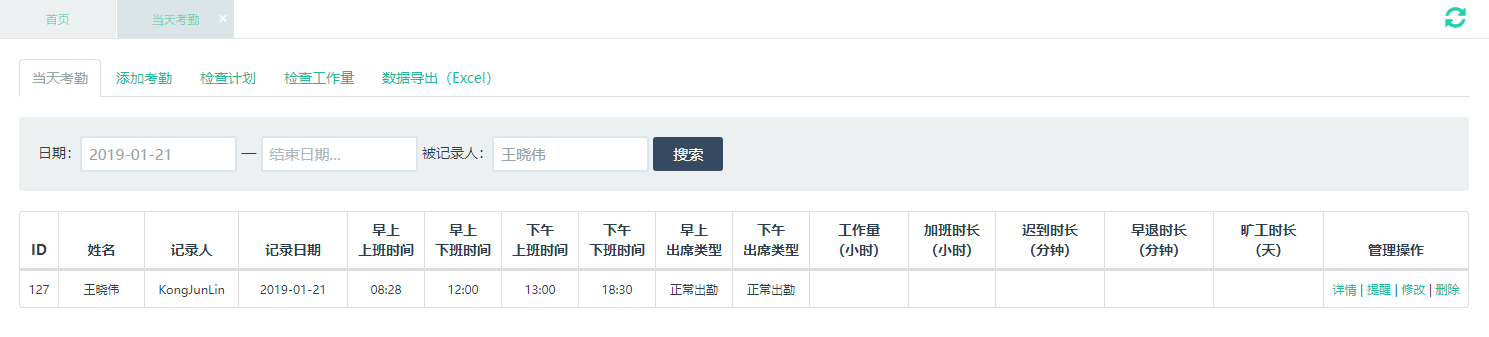 首页 当天考勤 ×
当天考勤 添加考勤 检查计划 检查工作量 数据导出（Excel）
日期： 2019-01-21 — 结束日期... 被记录人： 王晓伟 搜索
早上 早上 下午 下午 早上 下午 工作量 加班时长 迟到时长 早退时长 旷工时长
ID 姓名 记录人 记录日期 上班时间 下班时间 上班时间 下班时间 出席类型 出席类型 （小时） （小时） （分钟） （分钟） （天） 管理操作
127 王晓伟 KongJunLin 2019-01-21 08:28 12:00 13:00 18:30 正常出勤 正常出勤 详情 | 提醒 | 修改 | 删除